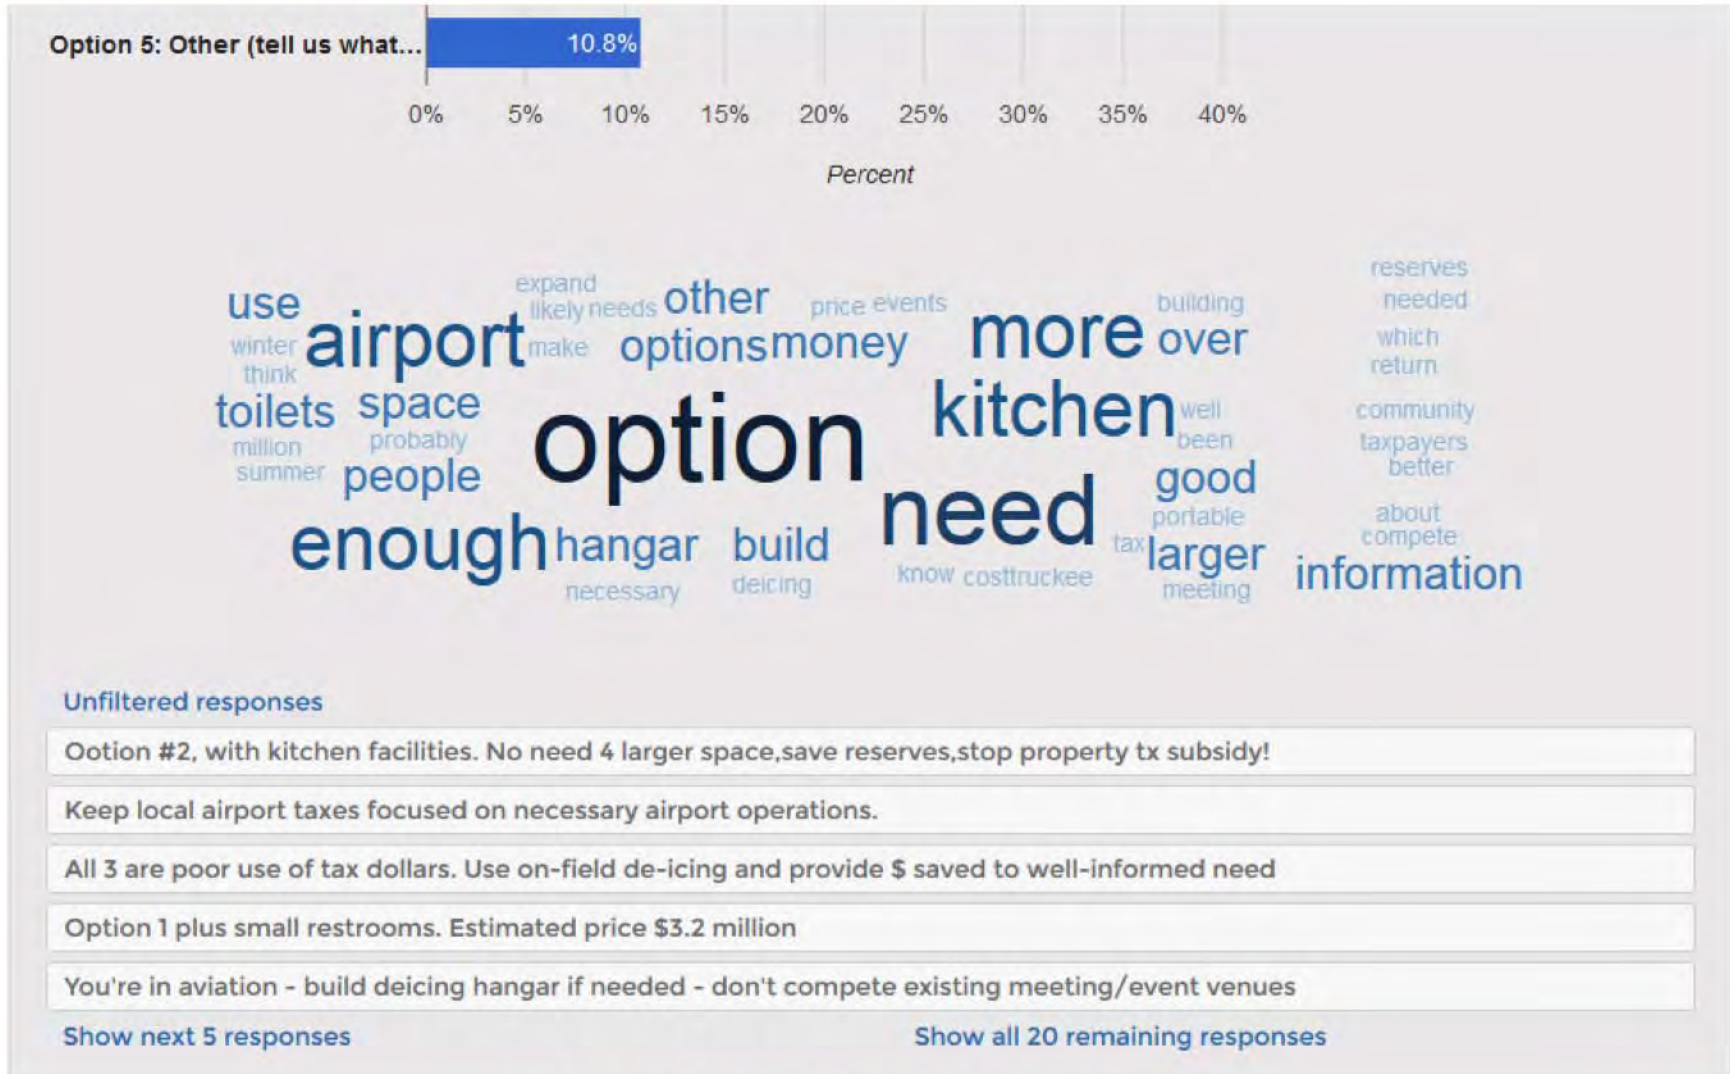 Option 5: Other (tell us what...
10.8%
0% 5% 10% 15% 20% 25% 30% 35% 40%
Percent
use
airport
expand
likely needs
other
price events
more
building
over
reserves
needed
winter
think
make
options money
which
return
toilets
space
option
kitchen
well
been
community
taxpayers
better
million
summer
probably
people
need
good
portable
about
compete
enough
hangar
build
tax
larger
information
necessary
deicing
know cost truckee
meeting
Unfiltered responses
Ootion #2, with kitchen facilities. No need 4 larger space,save reserves,stop property tx subsidy!
Keep local airport taxes focused on necessary airport operations.
All 3 are poor use of tax dollars. Use on-field de-icing and provide $ saved to well-informed need
Option 1 plus small restrooms. Estimated price $3.2 million
You're in aviation - build deicing hangar if needed - don't compete existing meeting/event venues
Show next 5 responses
Show all 20 remaining responses